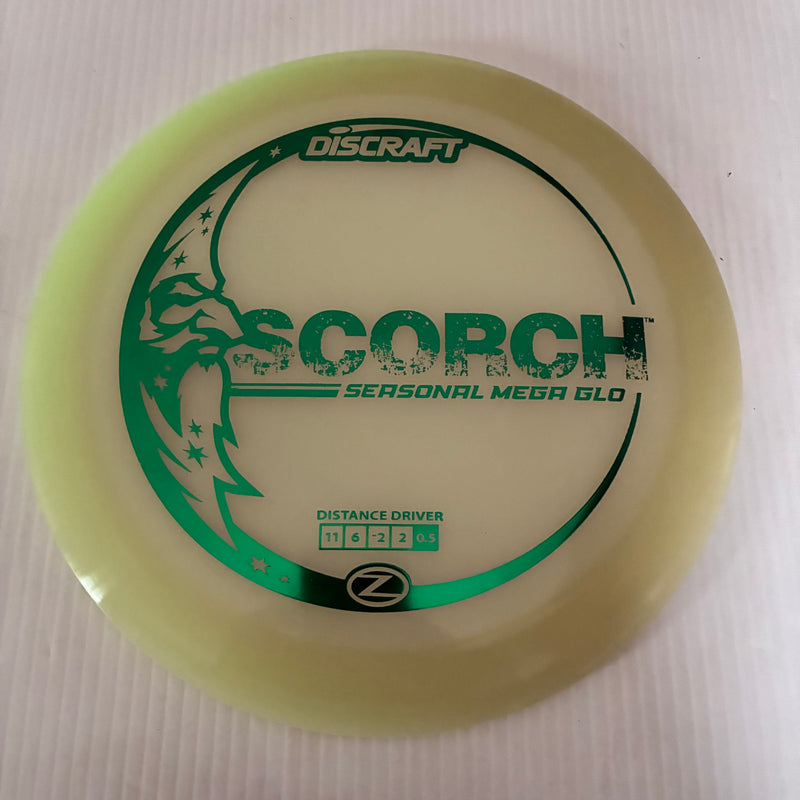 DISCRAFT
SCORCH™
SEASONAL MEGA GLO
DISTANCE DRIVER
11 6 -2 2 0.5
Z